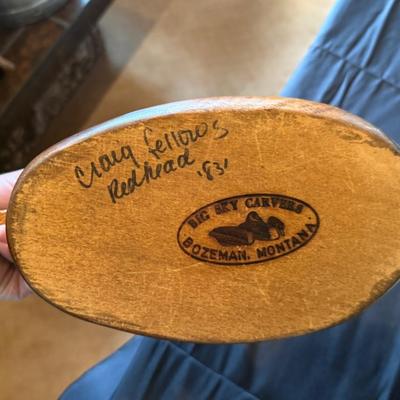 Craig Fellows
Redhead '83'
BIG SKY CARVERS
BOZEMAN, MONTANA